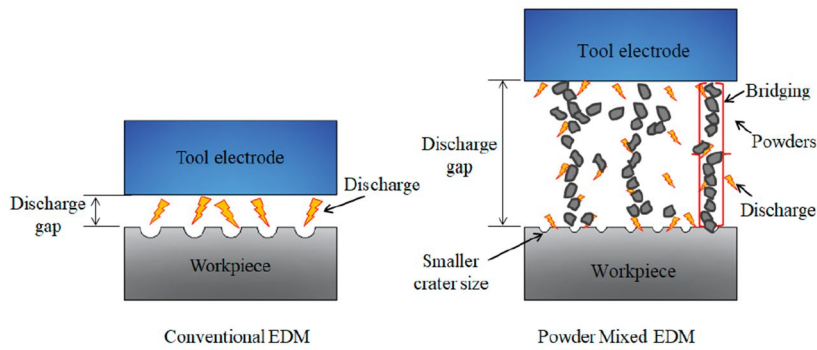 Tool electrode
Discharge
gap
Discharge
Workpiece
Conventional EDM
Tool electrode
Bridging
Powders
Discharge
gap
Discharge
Smaller
crater size
Workpiece
Powder Mixed EDM